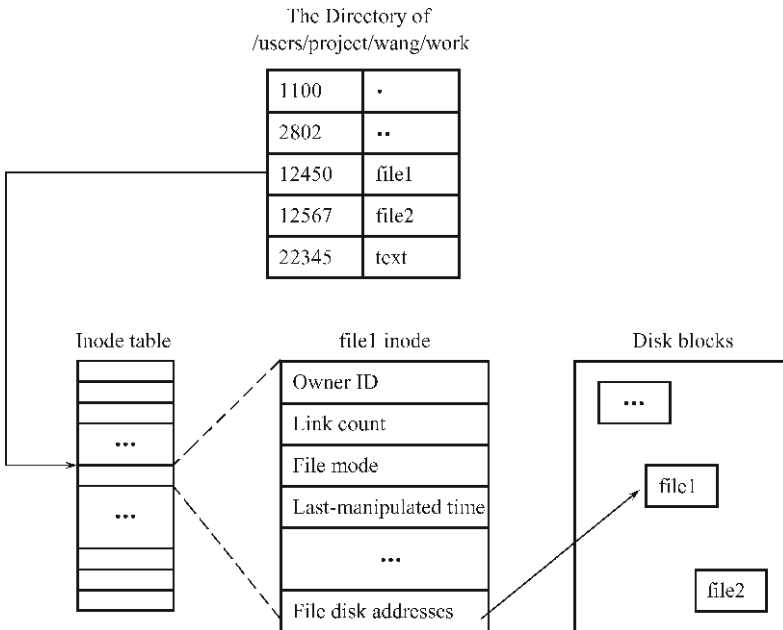 The Directory of
/users/project/wang/work
1100 .
2802 ..
12450 file1
12567 file2
22345 text
Inode table
file1 inode
Disk blocks
Owner ID
Link count
File mode
Last-manipulated time
...
File disk addresses
...
...
...
file1
file2